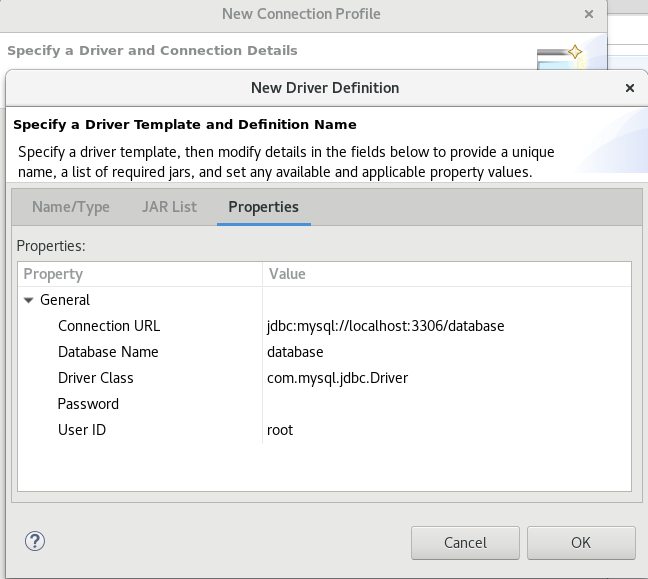 New Connection Profile
Specify a Driver and Connection Details
New Driver Definition
Specify a Driver Template and Definition Name
Specify a driver template, then modify details in the fields below to provide a unique
name, a list of required jars, and set any available and applicable property values.
Name/Type JAR List Properties
Properties:
Property Value
General
Connection URL jdbc:mysql://localhost:3306/database
Database Name database
Driver Class com.mysql.jdbc.Driver
Password
User ID root
Cancel OK